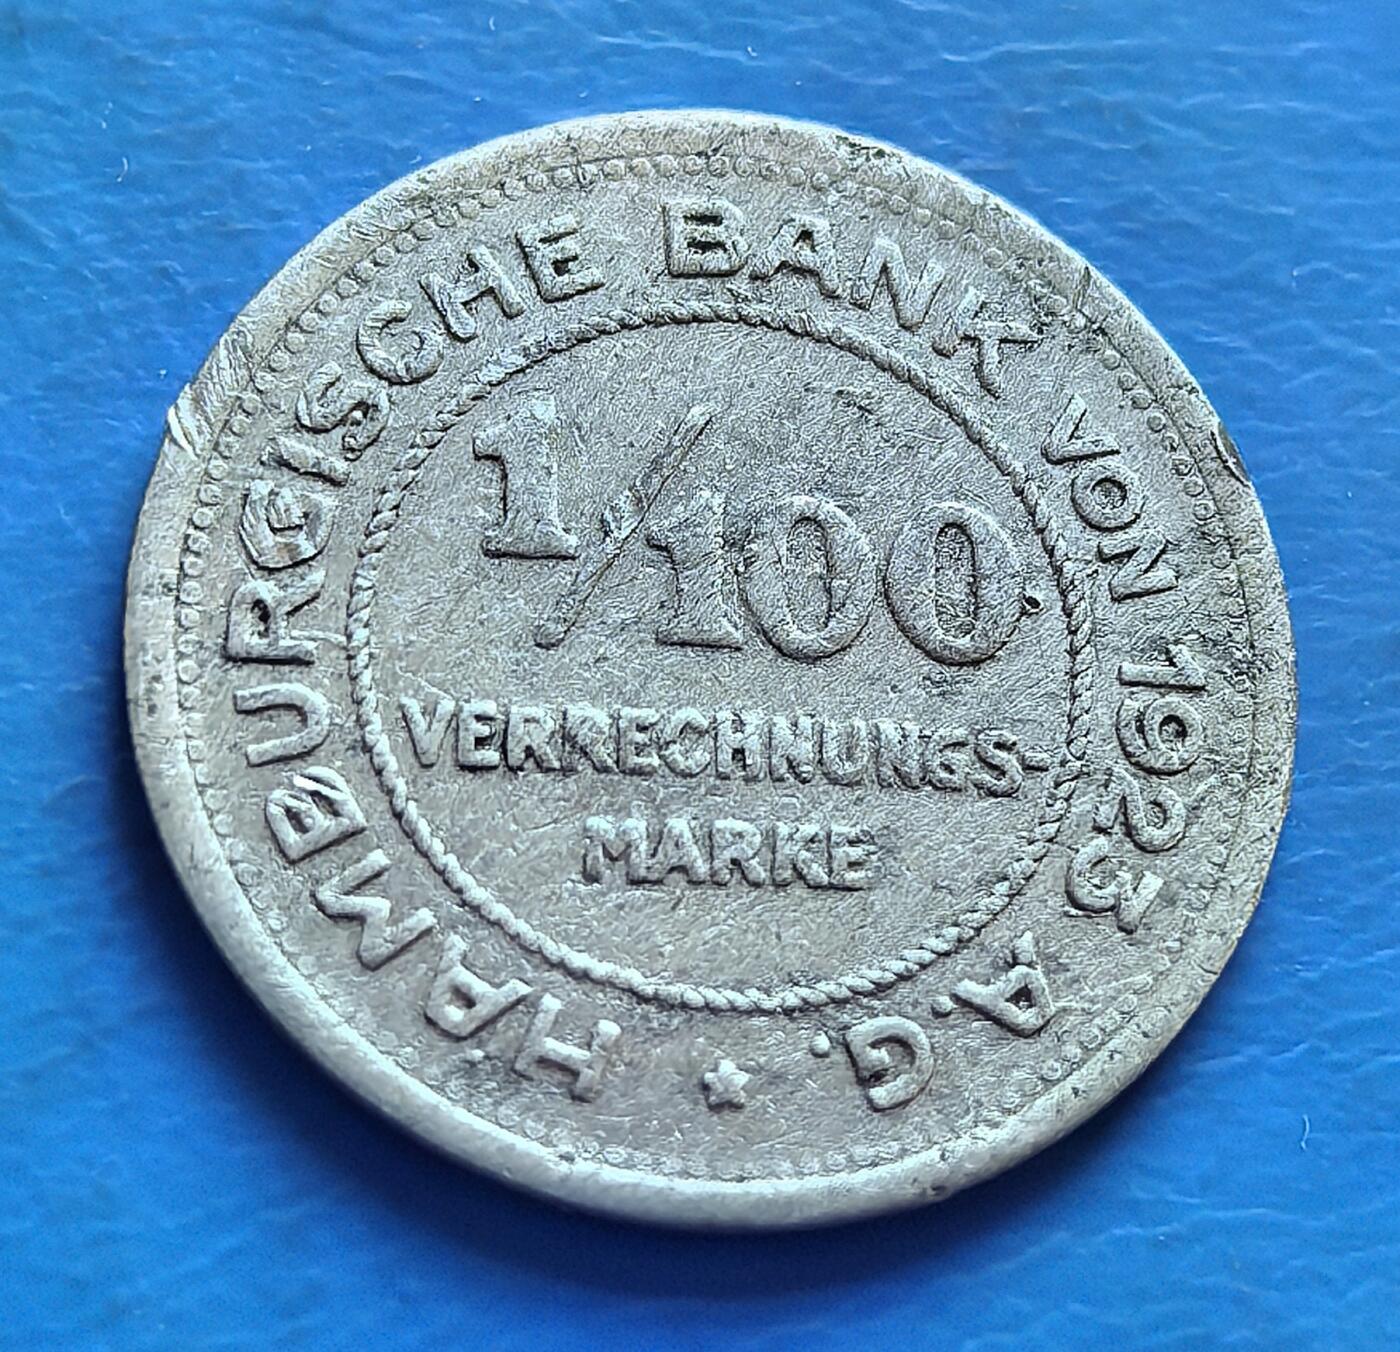 HAMBURGISCHE BANK VON 1923 A.G.
1/100
VERRECHNUNGS-
MARKE